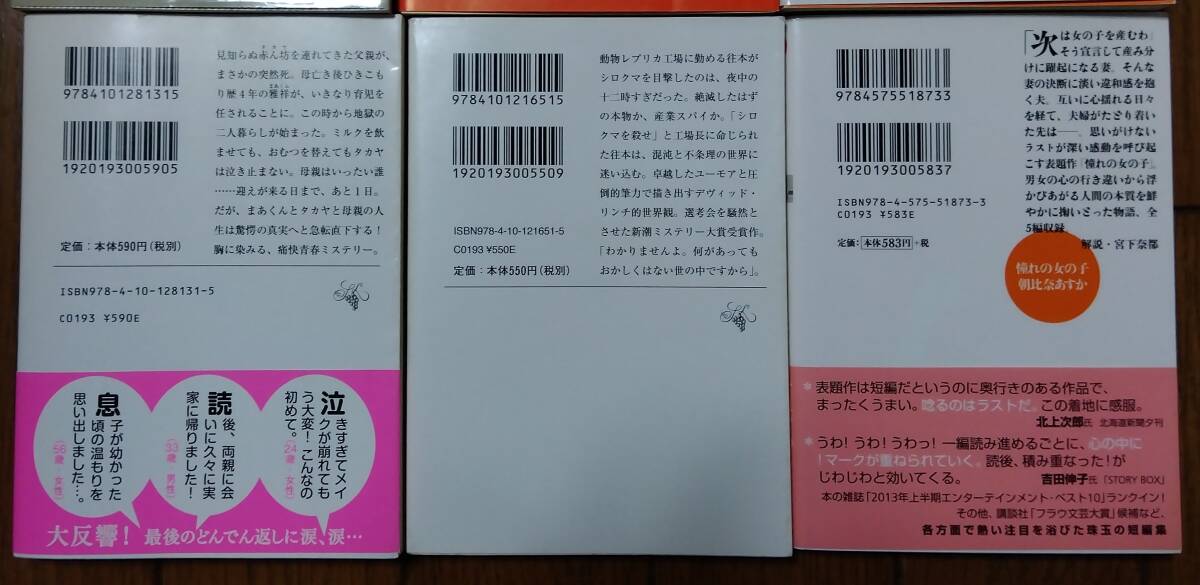 9784101281315
1920193005905
定価：本体590円（税別）
見知らぬ赤ん坊を連れてきた父親が、
まさかの突然死。母亡き後ひきこも
り歴４年の雅祥が、いきなり育児を
任されることに。この時から地獄の
二人暮らしが始まった。ミルクを飲
ませても、おむつを替えてもタカヤ
は泣き止まない。母親はいったい誰
……迎えが来る日まで、あと１日。
だが、まあくんとタカヤと母親の人
生は驚愕の真実へと急転直下する！
胸に染みる、痛快青春ミステリー。
ISBN978-4-10-128131-5
C0193 ¥590E
泣きすぎてメイ
クが崩れても
う大変！こんなの
初めて。
（24歳・女性）
読後、両親に会
いに久々に実
家に帰りました！
（33歳・男性）
息子が幼かった
頃の温もりを
思い出しました…。
（56歳・女性）
大反響！ 最後のどんでん返しに涙、涙…
9784101216515
1920193005509
ISBN978-4-10-121651-5
C0193 ¥550E
定価：本体550円（税別）
動物レプリカ工場に勤める往本が
シロクマを目撃したのは、夜中の
十二時すぎだった。絶滅したはず
の本物か、産業スパイか。「シロ
クマを殺せ」と工場長に命じられ
た往本は、混沌と不条理の世界に
迷い込む。卓越したユーモアと圧
倒的筆力で描き出すデヴィッド・
リンチ的世界観。選考会を騒然と
させた新潮ミステリー大賞受賞作。
「わかりませんよ。何があっても
おかしくはない世の中ですから」。
9784575518733
1920193005837
ISBN978-4-575-51873-3
C0193 ¥583E
定価：本体583円+税
「次は女の子を産むわ」
そう宣言して産み分
けに躍起になる妻。そんな
妻の決断に淡い違和感を抱
く夫。互いに心揺れる日々
を経て、夫婦がたどり着い
た先は――。思いがけない
ラストが深い感動を呼び起
こす表題作「憧れの女の子」。
男女の心の行き違いから浮
かびあがる人間の本質を鮮
やかに掬いとった物語、全
5編収録。
解説・宮下奈都
憧れの女の子
朝比奈あすか
＊表題作は短編だというのに奥行きのある作品で、
まったくうまい。唸るのはラストだ。この着地に感服。
北上次郎氏 北海道新聞夕刊
＊うわ！うわ！うわっ！一編読み進めるごとに、心の中に
！マークが重ねられていく。読後、積み重なった！が
じわじわと効いてくる。 吉田伸子氏「STORY BOX」
本の雑誌「2013年上半期エンターテインメント・ベスト10」ランクイン！
その他、講談社「フラウ文芸大賞」候補など、
各方面で熱い注目を浴びた珠玉の短編集